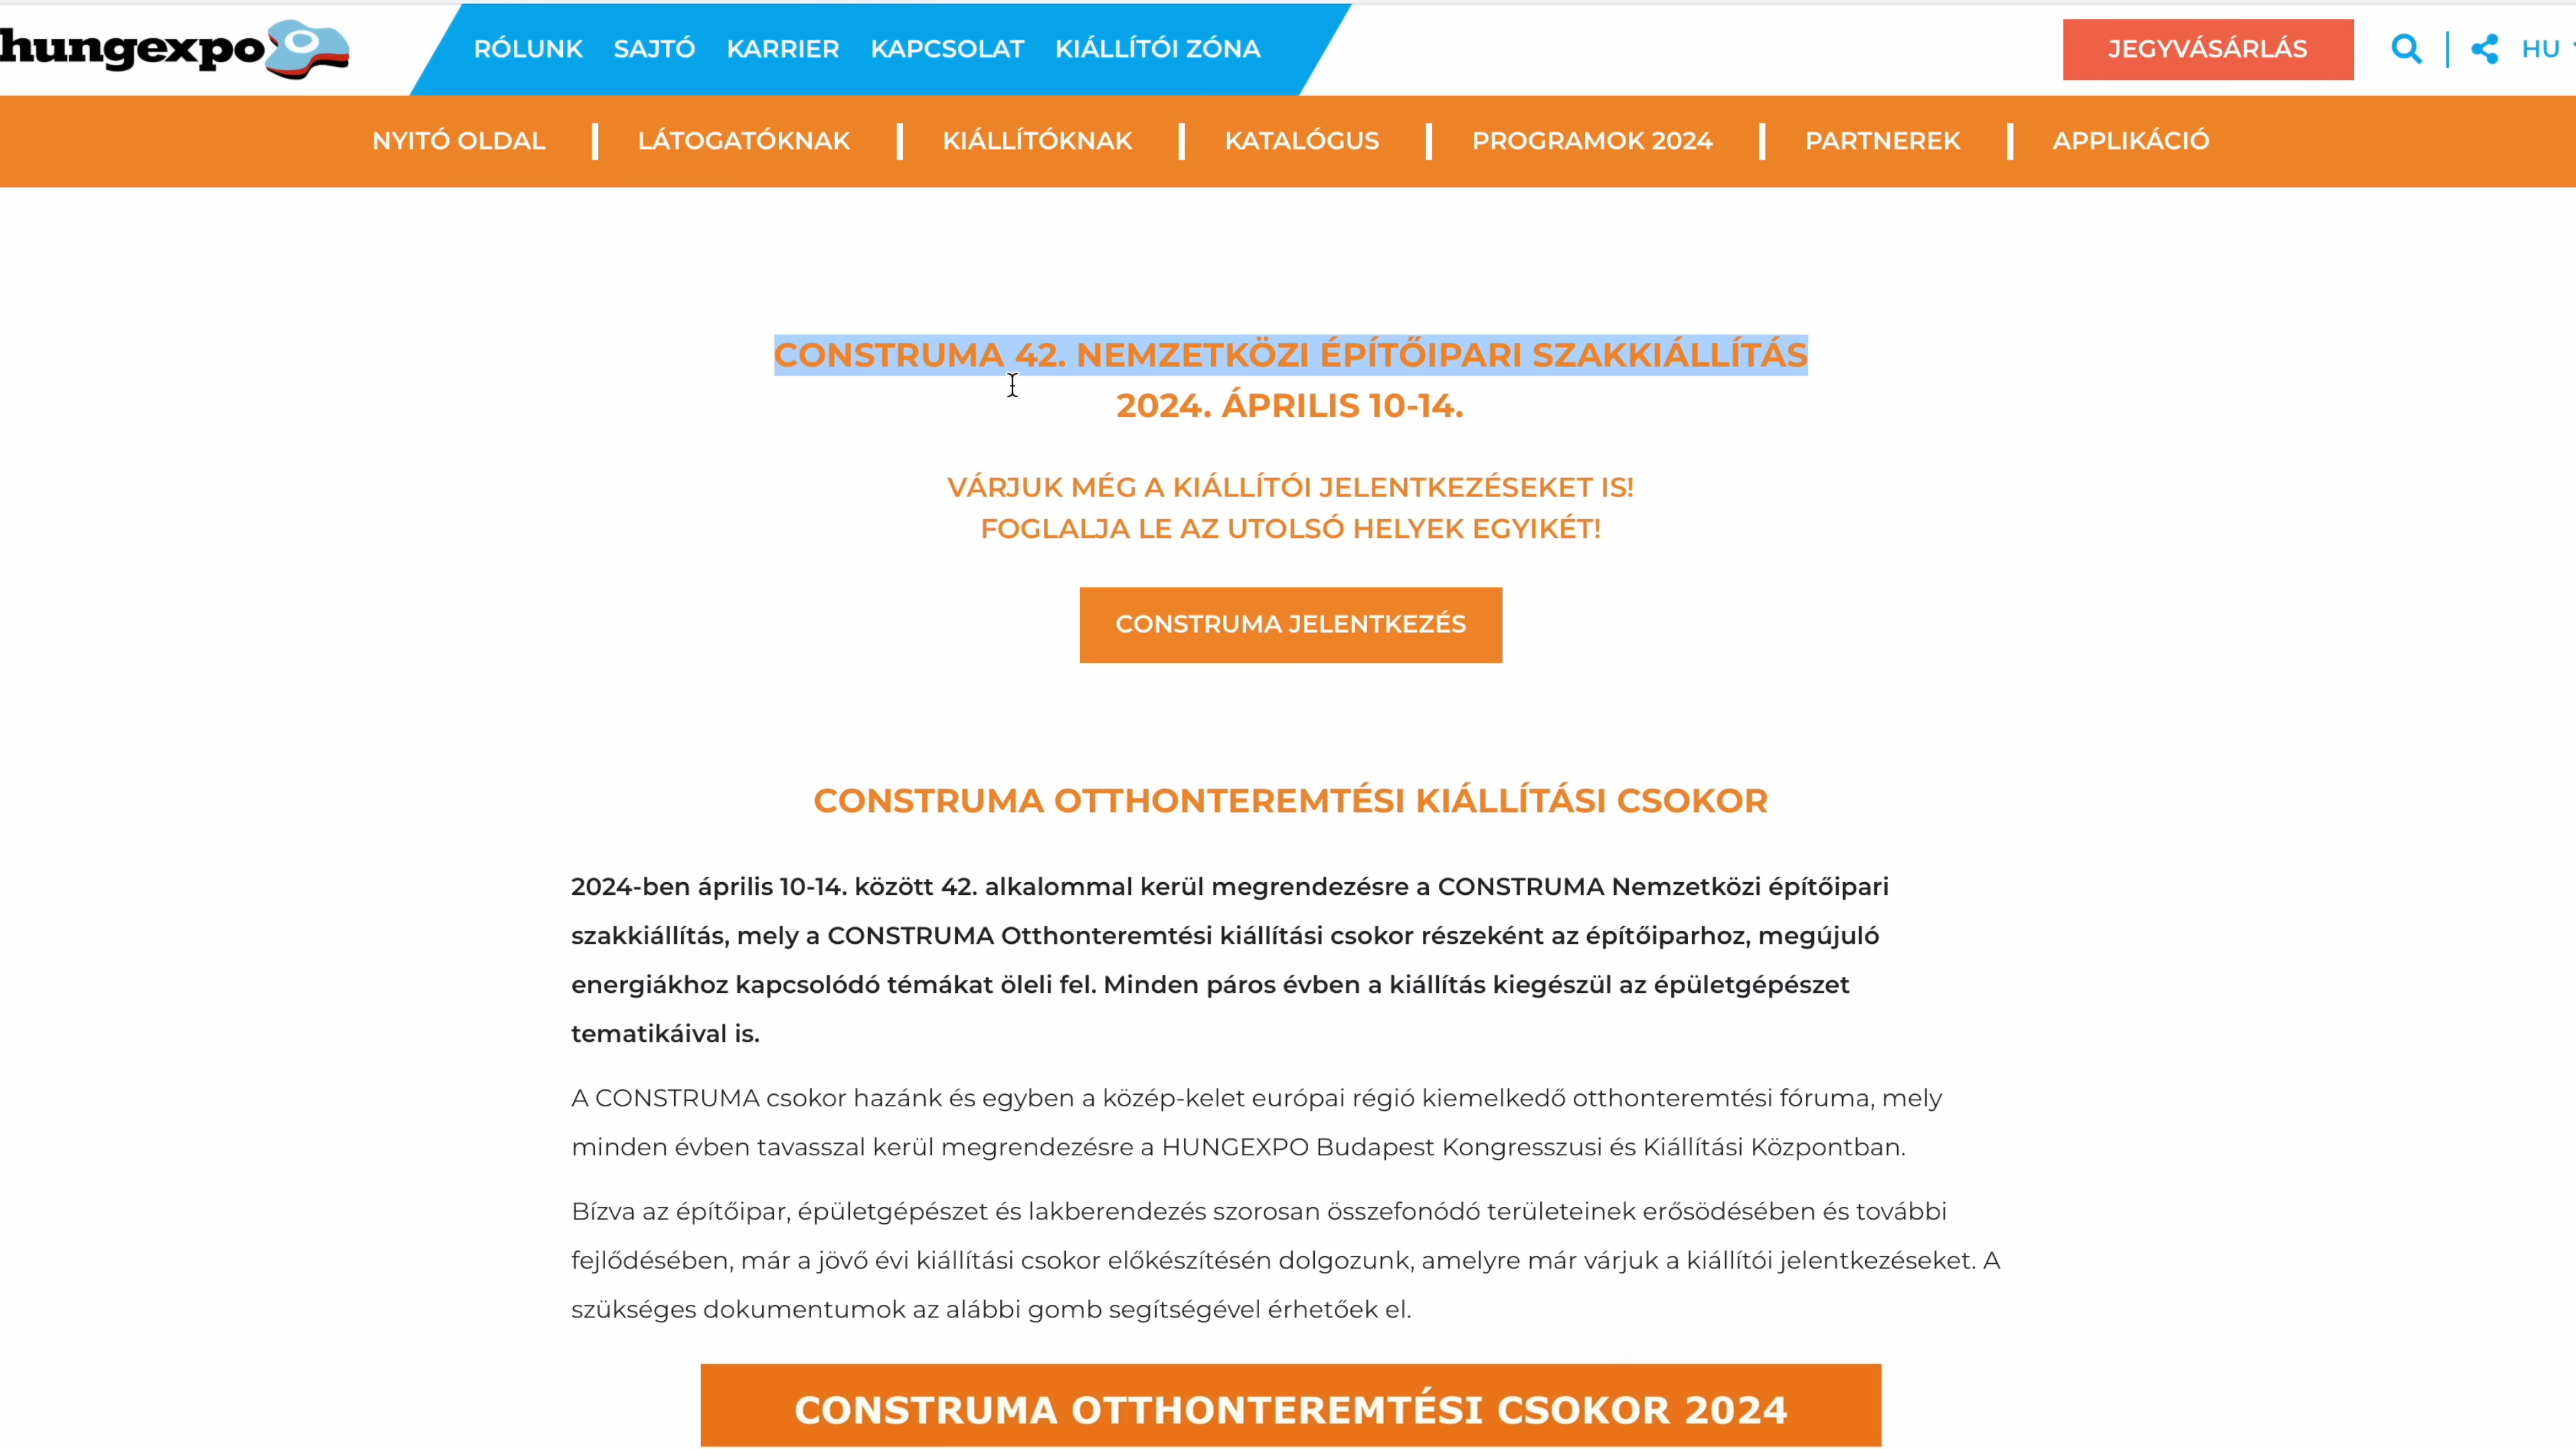 hungexpo
RÓLUNK SAJTÓ KARRIER KAPCSOLAT KIÁLLÍTÓI ZÓNA
JEGYVÁSÁRLÁS
HU
NYITÓ OLDAL LÁTOGATÓKNAK KIÁLLÍTÓKNAK KATALÓGUS PROGRAMOK 2024 PARTNEREK APPLIKÁCIÓ
CONSTRUMA 42. NEMZETKÖZI ÉPÍTŐIPARI SZAKKIÁLLÍTÁS
2024. ÁPRILIS 10-14.
VÁRJUK MÉG A KIÁLLÍTÓI JELENTKEZÉSEKET IS!
FOGLALJA LE AZ UTOLSÓ HELYEK EGYIKÉT!
CONSTRUMA JELENTKEZÉS
CONSTRUMA OTTHONTEREMTÉSI KIÁLLÍTÁSI CSOKOR
2024-ben április 10-14. között 42. alkalommal kerül megrendezésre a CONSTRUMA Nemzetközi építőipari
szakkiállítás, mely a CONSTRUMA Otthonteremtési kiállítási csokor részeként az építőiparhoz, megújuló
energiákhoz kapcsolódó témákat öleli fel. Minden páros évben a kiállítás kiegészül az épületgépészet
tematikáival is.
A CONSTRUMA csokor hazánk és egyben a közép-kelet európai régió kiemelkedő otthonteremtési fóruma, mely
minden évben tavasszal kerül megrendezésre a HUNGEXPO Budapest Kongresszusi és Kiállítási Központban.
Bízva az építőipar, épületgépészet és lakberendezés szorosan összefonódó területeinek erősödésében és további
fejlődésében, már a jövő évi kiállítási csokor előkészítésén dolgozunk, amelyre már várjuk a kiállítói jelentkezéseket. A
szükséges dokumentumok az alábbi gomb segítségével érhetőek el.
CONSTRUMA OTTHONTEREMTÉSI CSOKOR 2024